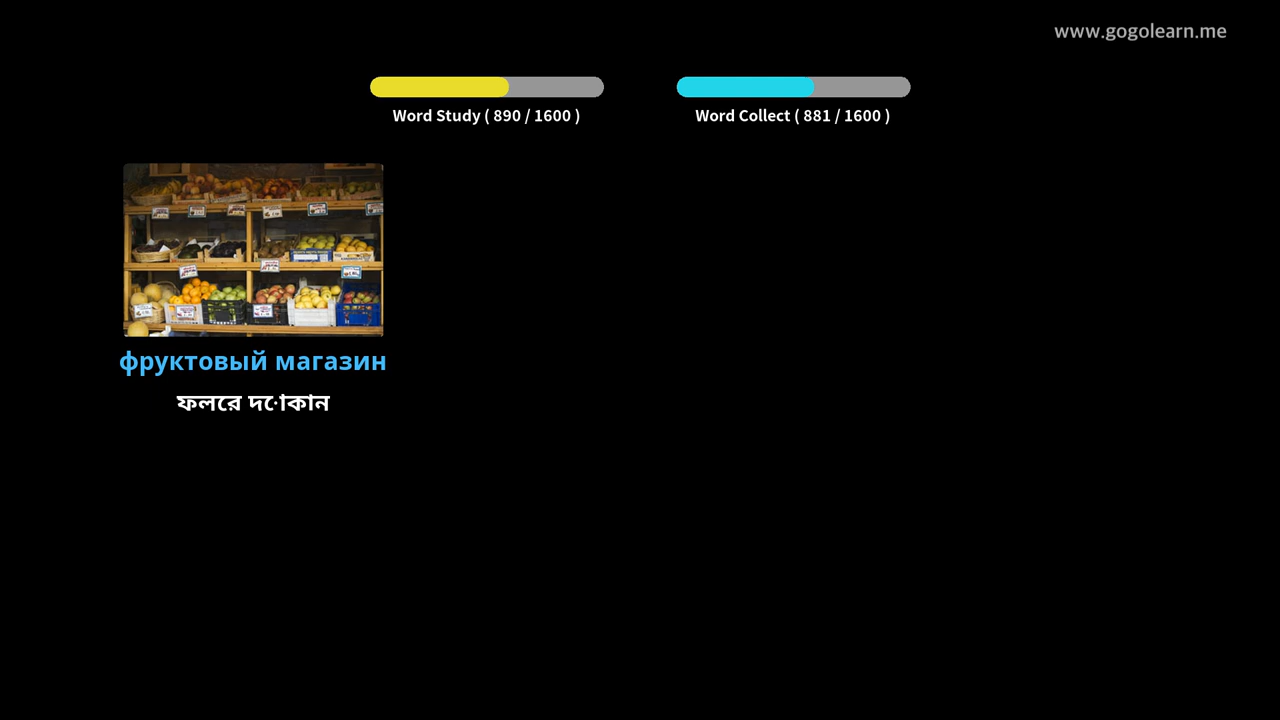 www.gogolearn.me
Word Study ( 890 / 1600 )
Word Collect ( 881 / 1600 )
фруктовый магазин
ফলের দোকান